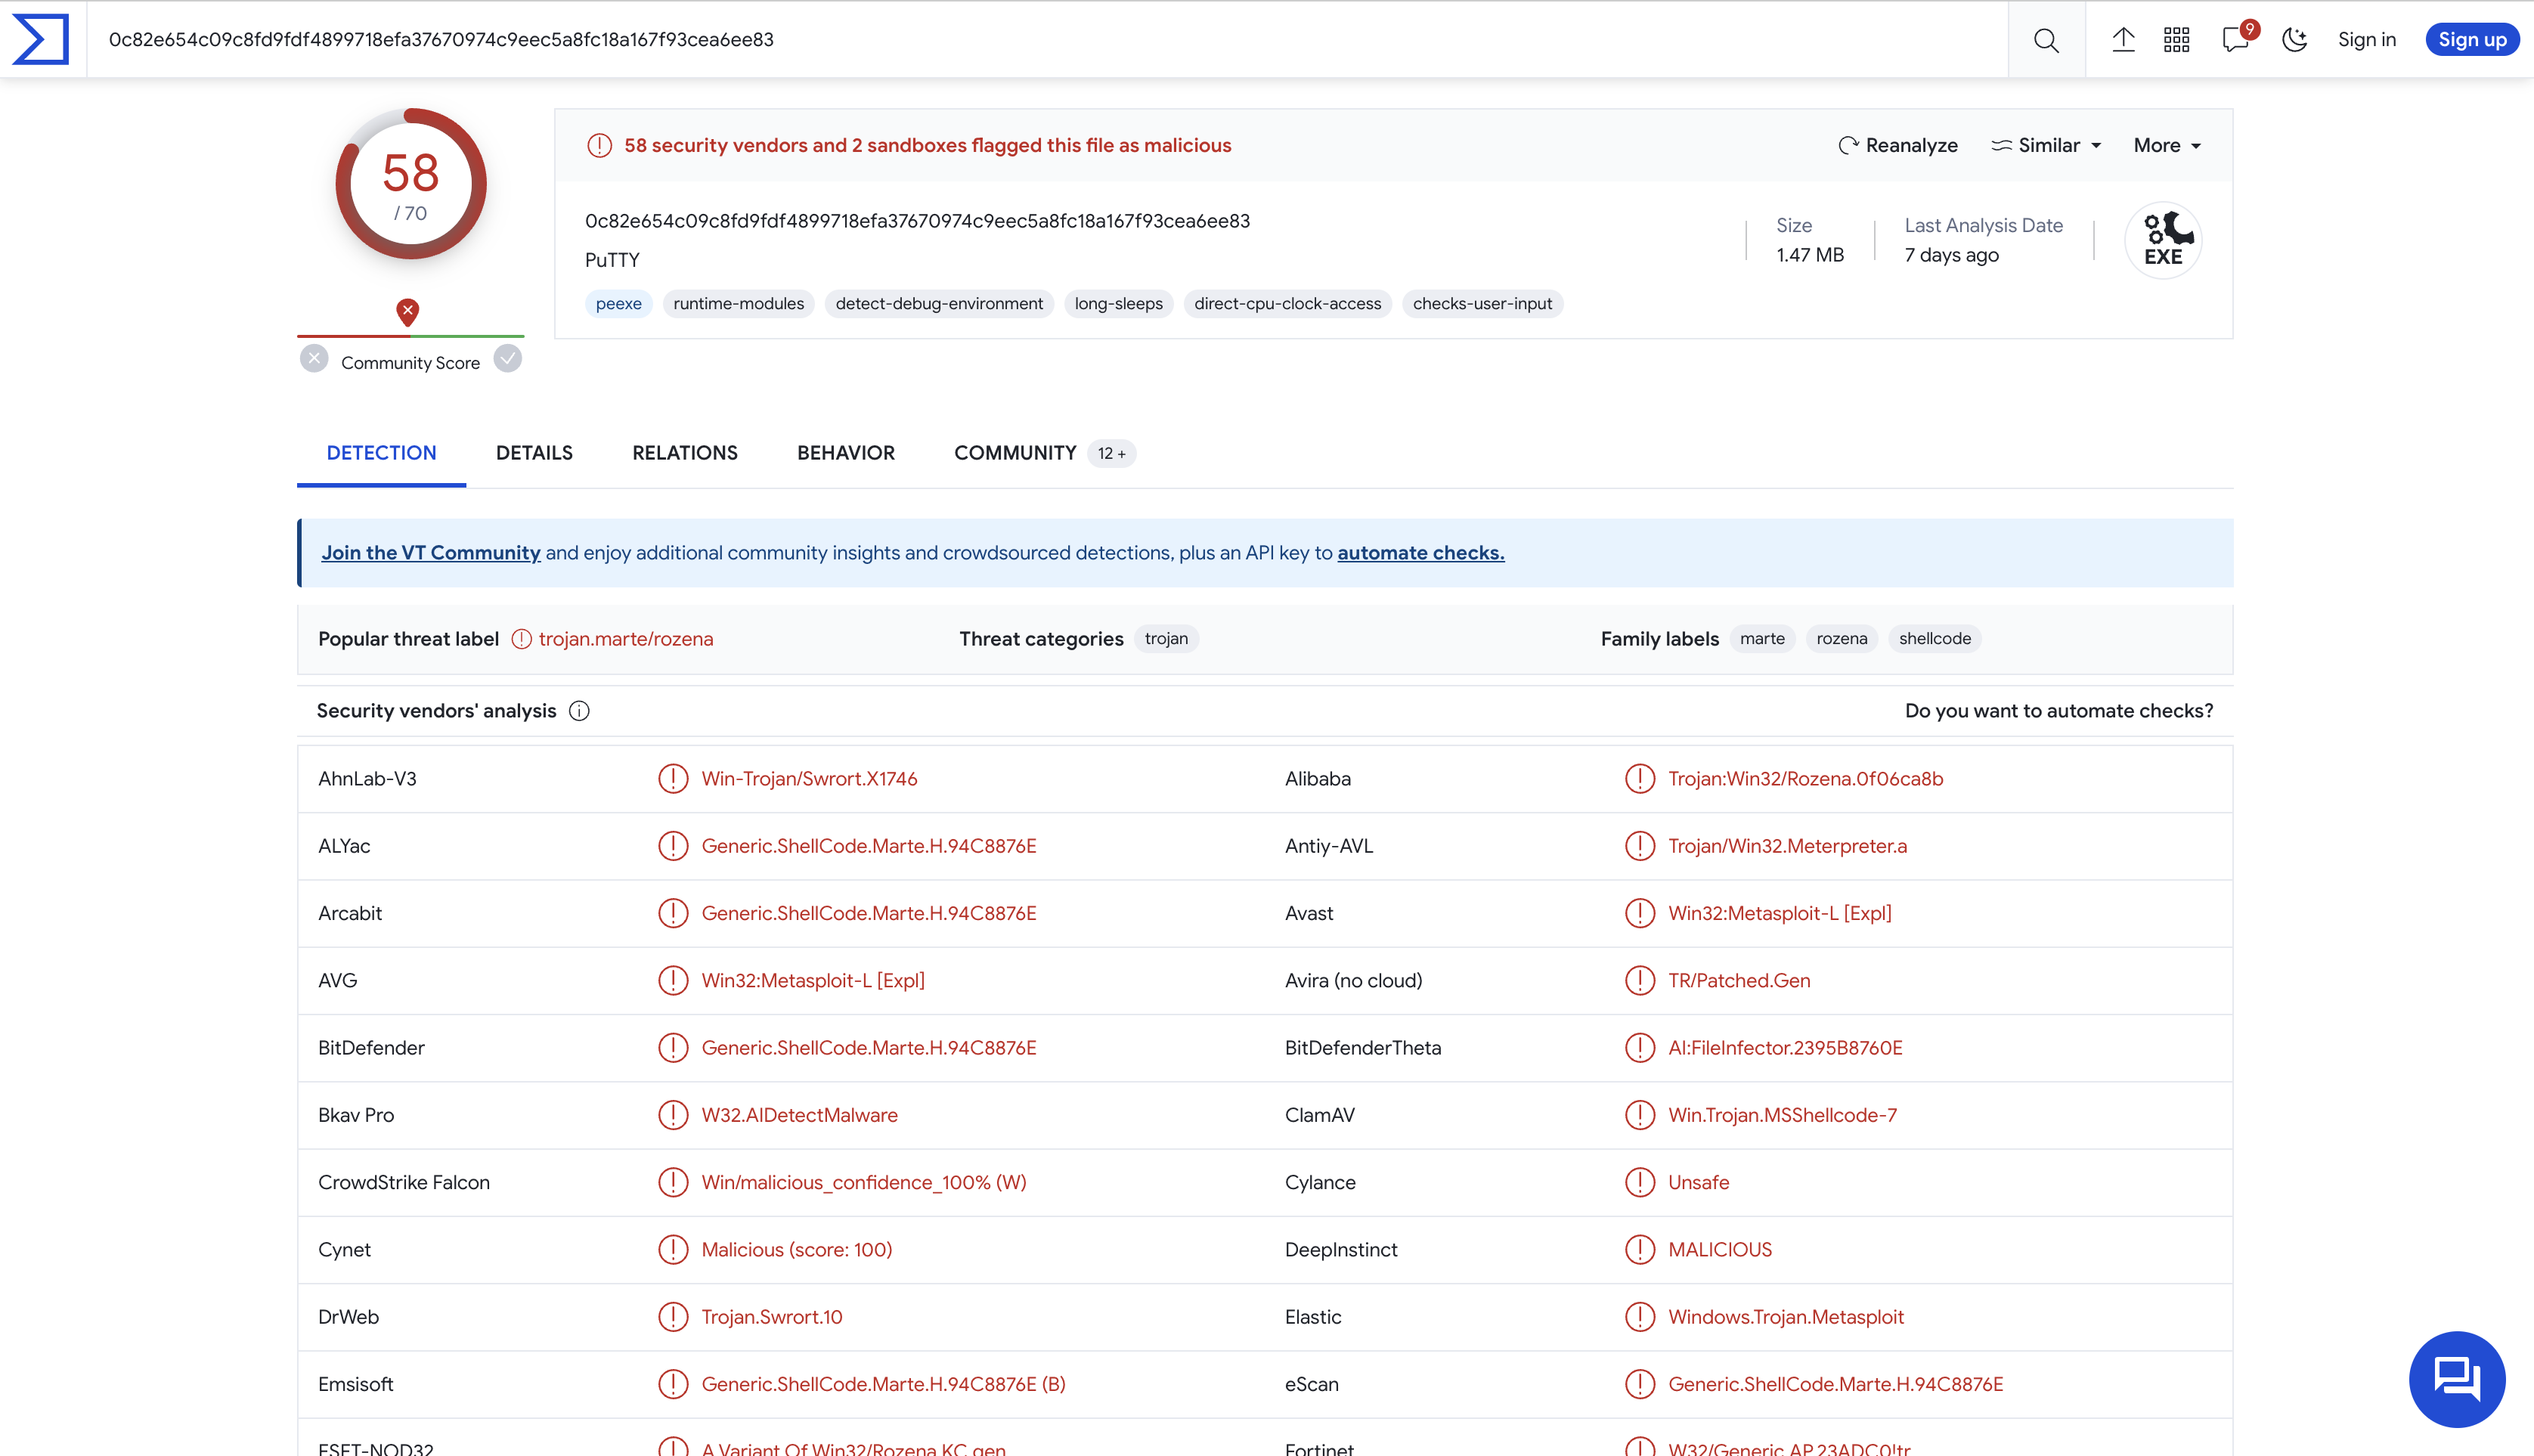 0c82e654c09c8fd9fdf4899718efa37670974c9eec5a8fc18a167f93cea6ee83
9
Sign in
Sign up
58
/ 70
Community Score
58 security vendors and 2 sandboxes flagged this file as malicious
Reanalyze
Similar
More
0c82e654c09c8fd9fdf4899718efa37670974c9eec5a8fc18a167f93cea6ee83
PuTTY
peexe runtime-modules detect-debug-environment long-sleeps direct-cpu-clock-access checks-user-input
Size
1.47 MB
Last Analysis Date
7 days ago
EXE
DETECTION DETAILS RELATIONS BEHAVIOR COMMUNITY 12 +
Join the VT Community and enjoy additional community insights and crowdsourced detections, plus an API key to automate checks.
Popular threat label trojan.marte/rozena Threat categories trojan Family labels marte rozena shellcode
Security vendors' analysis Do you want to automate checks?
AhnLab-V3 Win-Trojan/Swrort.X1746 Alibaba Trojan:Win32/Rozena.0f06ca8b
ALYac Generic.ShellCode.Marte.H.94C8876E Antiy-AVL Trojan/Win32.Meterpreter.a
Arcabit Generic.ShellCode.Marte.H.94C8876E Avast Win32:Metasploit-L [Expl]
AVG Win32:Metasploit-L [Expl] Avira (no cloud) TR/Patched.Gen
BitDefender Generic.ShellCode.Marte.H.94C8876E BitDefenderTheta AI:FileInfector.2395B8760E
Bkav Pro W32.AIDetectMalware ClamAV Win.Trojan.MSShellcode-7
CrowdStrike Falcon Win/malicious_confidence_100% (W) Cylance Unsafe
Cynet Malicious (score: 100) DeepInstinct MALICIOUS
DrWeb Trojan.Swrort.10 Elastic Windows.Trojan.Metasploit
Emsisoft Generic.ShellCode.Marte.H.94C8876E (B) eScan Generic.ShellCode.Marte.H.94C8876E
ESET-NOD32 A Variant Of Win32/Rozena.KC.gen Fortinet W32/Generic.AP.23ADC0!tr